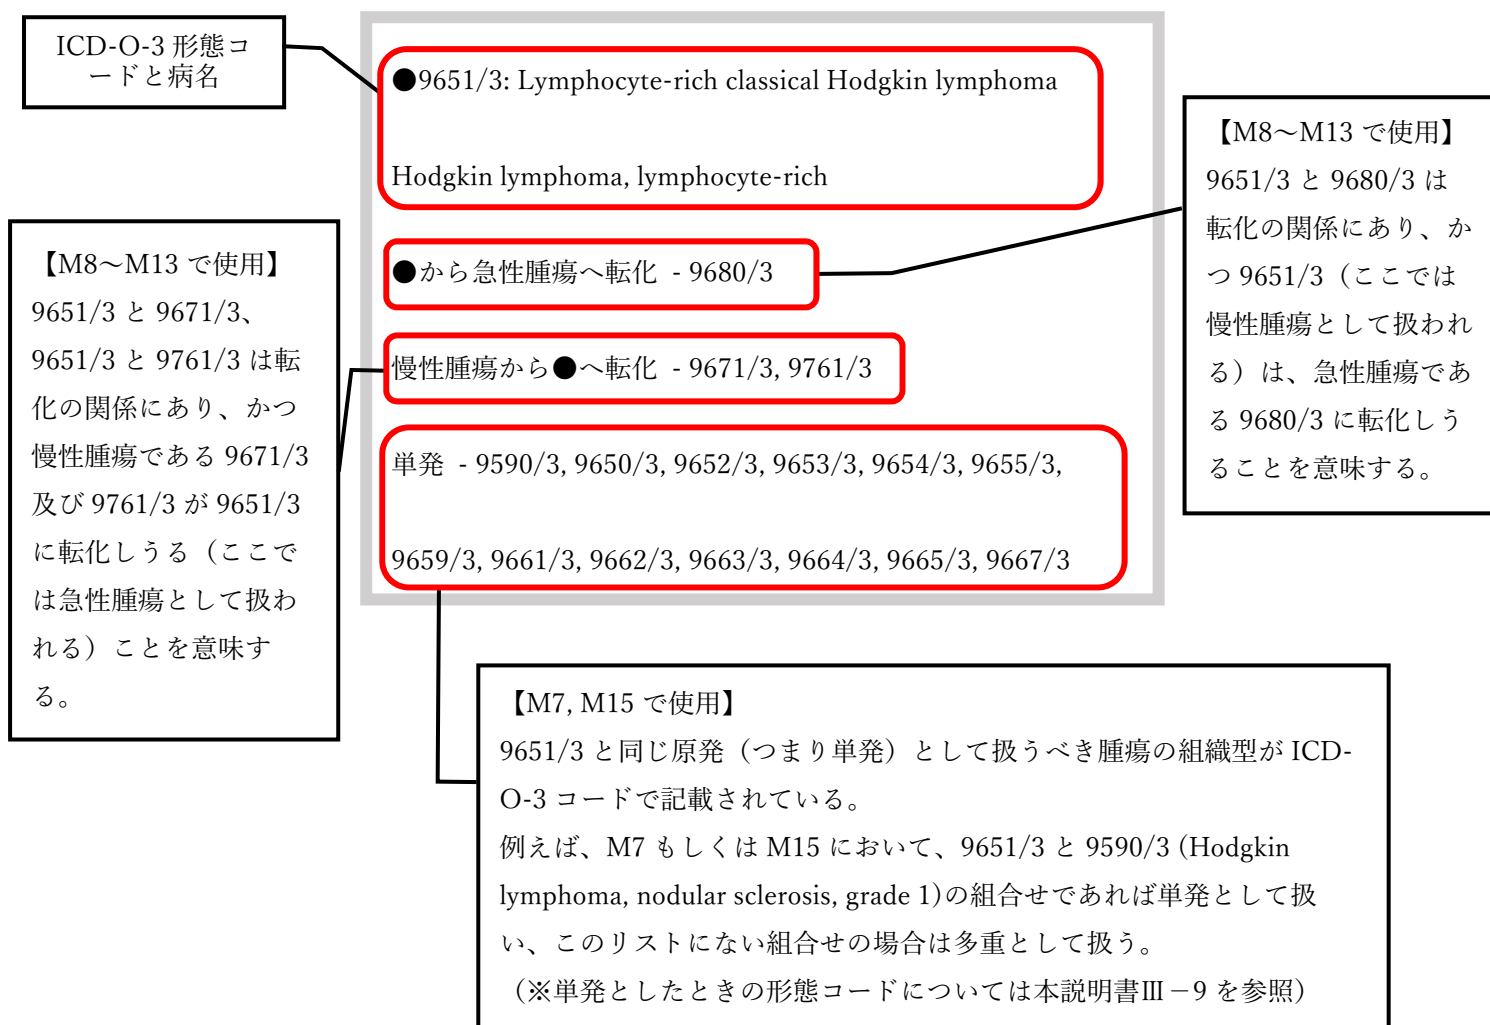 ICD-O-3 形態コ
ードと病名
●9651/3: Lymphocyte-rich classical Hodgkin lymphoma
Hodgkin lymphoma, lymphocyte-rich
●から急性腫瘍へ転化 - 9680/3
慢性腫瘍から●へ転化 - 9671/3, 9761/3
単発 - 9590/3, 9650/3, 9652/3, 9653/3, 9654/3, 9655/3,
9659/3, 9661/3, 9662/3, 9663/3, 9664/3, 9665/3, 9667/3
【M8～M13 で使用】
9651/3 と 9680/3 は
転化の関係にあり、か
つ 9651/3（ここでは
慢性腫瘍として扱われ
る）は、急性腫瘍であ
る 9680/3 に転化しう
ることを意味する。
【M8～M13 で使用】
9651/3 と 9671/3、
9651/3 と 9761/3 は転
化の関係にあり、かつ
慢性腫瘍である 9671/3
及び 9761/3 が 9651/3
に転化しうる（ここで
は急性腫瘍として扱わ
れる）ことを意味す
る。
【M7, M15 で使用】
9651/3 と同じ原発（つまり単発）として扱うべき腫瘍の組織型が ICD-
O-3 コードで記載されている。
例えば、M7 もしくは M15 において、9651/3 と 9590/3 (Hodgkin
lymphoma, nodular sclerosis, grade 1)の組合せであれば単発として扱
い、このリストにない組合せの場合は多重として扱う。
（※単発としたときの形態コードについては本説明書Ⅲ－9 を参照）